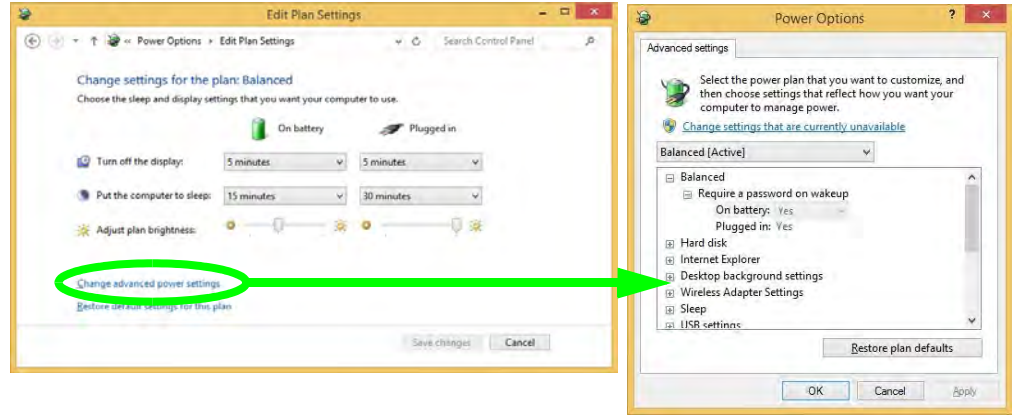 Edit Plan Settings
« Power Options ▸ Edit Plan Settings
Search Control Panel
Change settings for the plan: Balanced
Choose the sleep and display settings that you want your computer to use.
On battery
Plugged in
Turn off the display:
5 minutes
5 minutes
Put the computer to sleep:
15 minutes
30 minutes
Adjust plan brightness:
Change advanced power settings
Restore default settings for this plan
Save changes
Cancel
Power Options
?
Advanced settings
Select the power plan that you want to customize, and
then choose settings that reflect how you want your
computer to manage power.
Change settings that are currently unavailable
Balanced [Active]
Balanced
Require a password on wakeup
On battery: Yes
Plugged in: Yes
Hard disk
Internet Explorer
Desktop background settings
Wireless Adapter Settings
Sleep
USB settings
Restore plan defaults
OK
Cancel
Apply